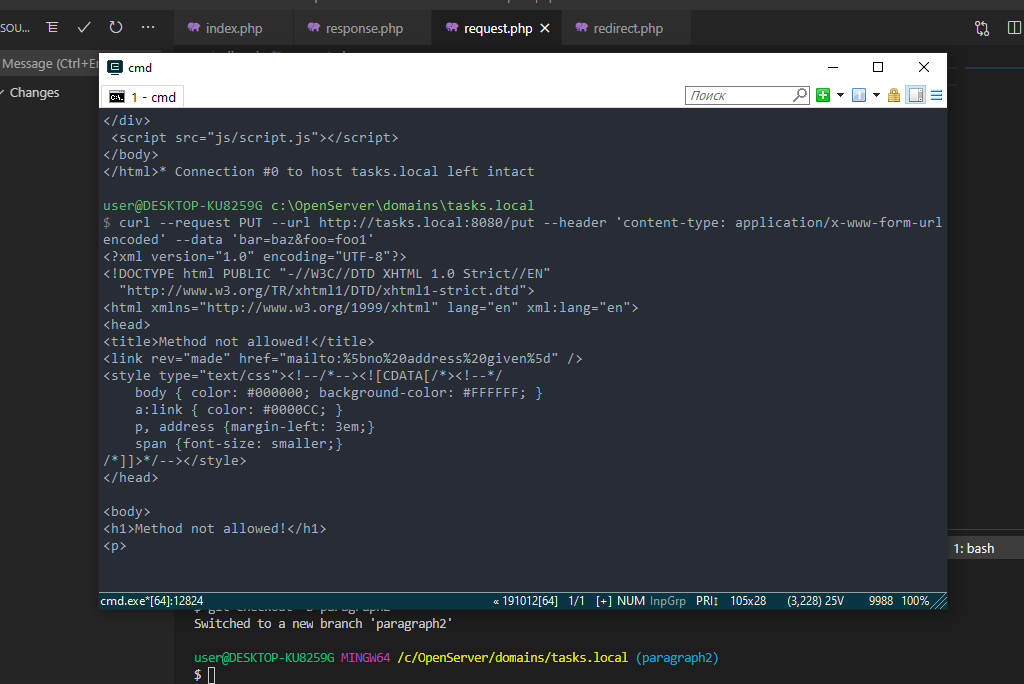 SOU...
index.php
response.php
request.php
redirect.php
Message (Ctrl+En
Changes
cmd
1 - cmd
Поиск
</div>
 <script src="js/script.js"></script>
</body>
</html>* Connection #0 to host tasks.local left intact
user@DESKTOP-KU8259G c:\OpenServer\domains\tasks.local
$ curl --request PUT --url http://tasks.local:8080/put --header 'content-type: application/x-www-form-url
encoded' --data 'bar=baz&foo=foo1'
<?xml version="1.0" encoding="UTF-8"?>
<!DOCTYPE html PUBLIC "-//W3C//DTD XHTML 1.0 Strict//EN"
  "http://www.w3.org/TR/xhtml1/DTD/xhtml1-strict.dtd">
<html xmlns="http://www.w3.org/1999/xhtml" lang="en" xml:lang="en">
<head>
<title>Method not allowed!</title>
<link rev="made" href="mailto:%5bno%20address%20given%5d" />
<style type="text/css"><!--/*--><![CDATA[/*><!--*/
    body { color: #000000; background-color: #FFFFFF; }
    a:link { color: #0000CC; }
    p, address {margin-left: 3em;}
    span {font-size: smaller;}
/*]]>*/--></style>
</head>
<body>
<h1>Method not allowed!</h1>
<p>
1: bash
cmd.exe*[64]:12824
« 191012[64] 1/1 [+] NUM InpGrp PRI↕ 105x28 (3,228) 25V 9988 100%
Switched to a new branch 'paragraph2'
user@DESKTOP-KU8259G MINGW64 /c/OpenServer/domains/tasks.local (paragraph2)
$